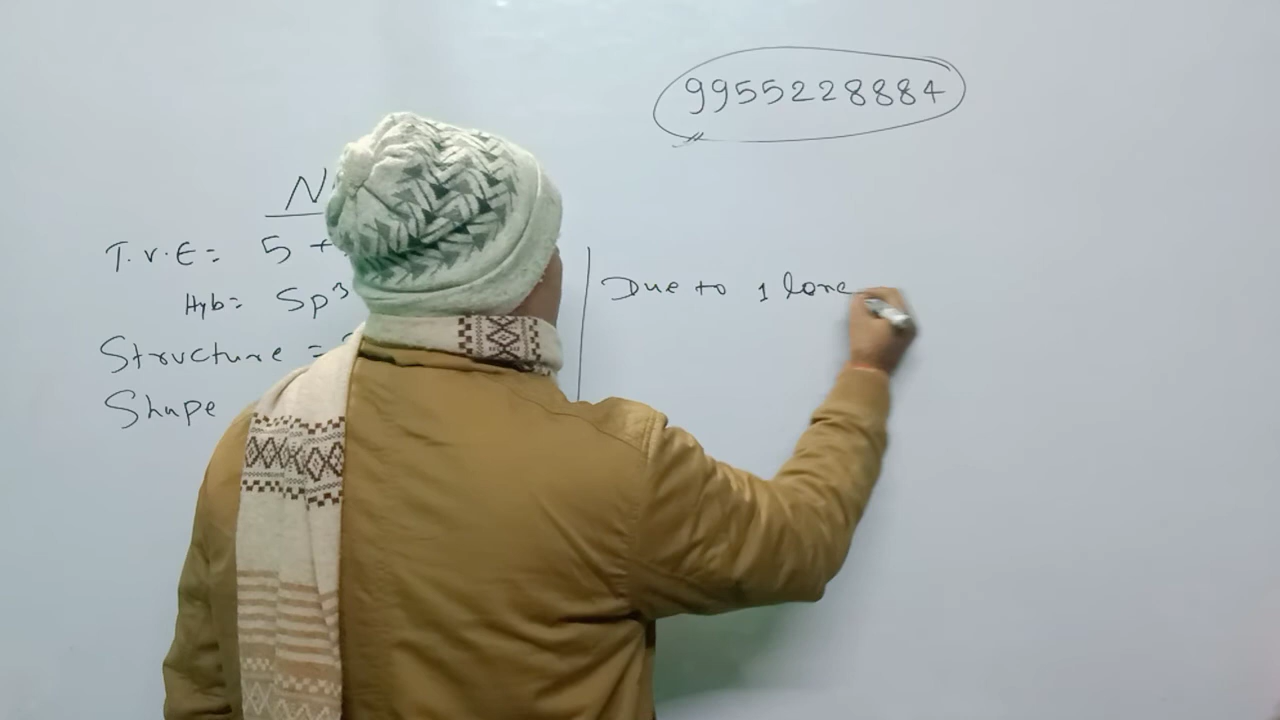 9955228884
N
T.v.E= 5 +
Hyb= Sp³
Structure =
Shape
Due to 1 lone